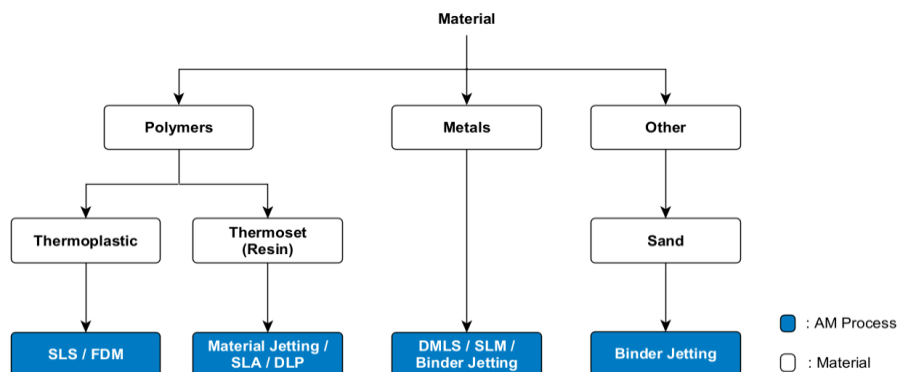 Material
Polymers
Metals
Other
Thermoplastic
Thermoset
(Resin)
Sand
SLS / FDM
Material Jetting /
SLA / DLP
DMLS / SLM /
Binder Jetting
Binder Jetting
: AM Process
: Material